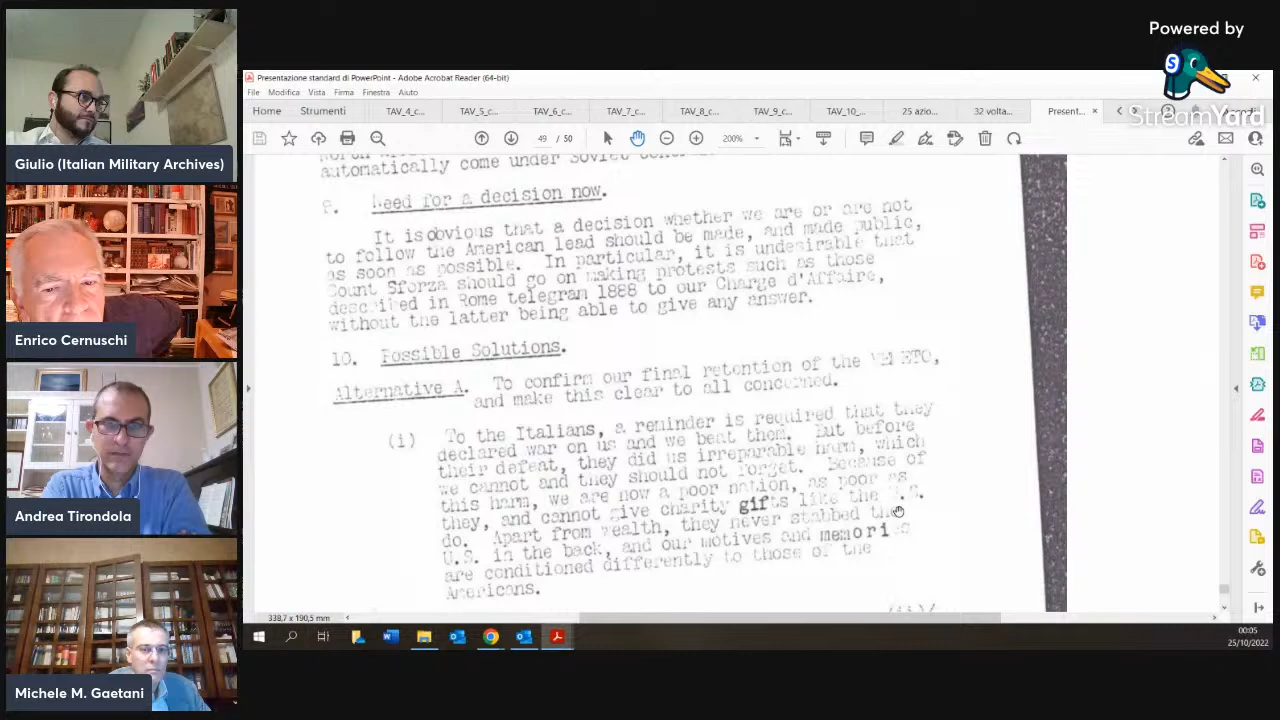 Powered by
StreamYard
Giulio (Italian Military Archives)
Enrico Cernuschi
Andrea Tirondola
Michele M. Gaetani
Presentazione standard di PowerPoint - Adobe Acrobat Reader (64-bit)
File Modifica Vista Firma Finestra Aiuto
Home Strumenti TAV_4_c... TAV_5_c... TAV_6_c... TAV_7_c... TAV_8_c... TAV_9_c... TAV_10_... 25 azio... 32 volta... Present...
49 / 50 200%
automatically come under Soviet
Need for a decision now.
It is obvious that a decision whether we are or are not
to follow the American lead should be made, and made public,
as soon as possible. In particular, it is undesirable that
Count Sforza should go on making protests such as those
described in Rome telegram 1888 to our Charge d'Affaire,
without the latter being able to give any answer.
10. Possible Solutions.
Alternative A. To confirm our final retention of the
and make this clear to all concerned.
(i) To the Italians, a reminder is required that they
declared war on us and we beat them. But before
their defeat, they did us irreparable harm, which
we cannot and they should not forget. Because of
this harm, we are now a poor nation, as poor as
they, and cannot give charity gifts like the
do. Apart from wealth, they never stabbed the
U.S. in the back, and our motives and
are conditioned differently to those of the
Americans.
338,7 x 190,5 mm
00:05
25/10/2022